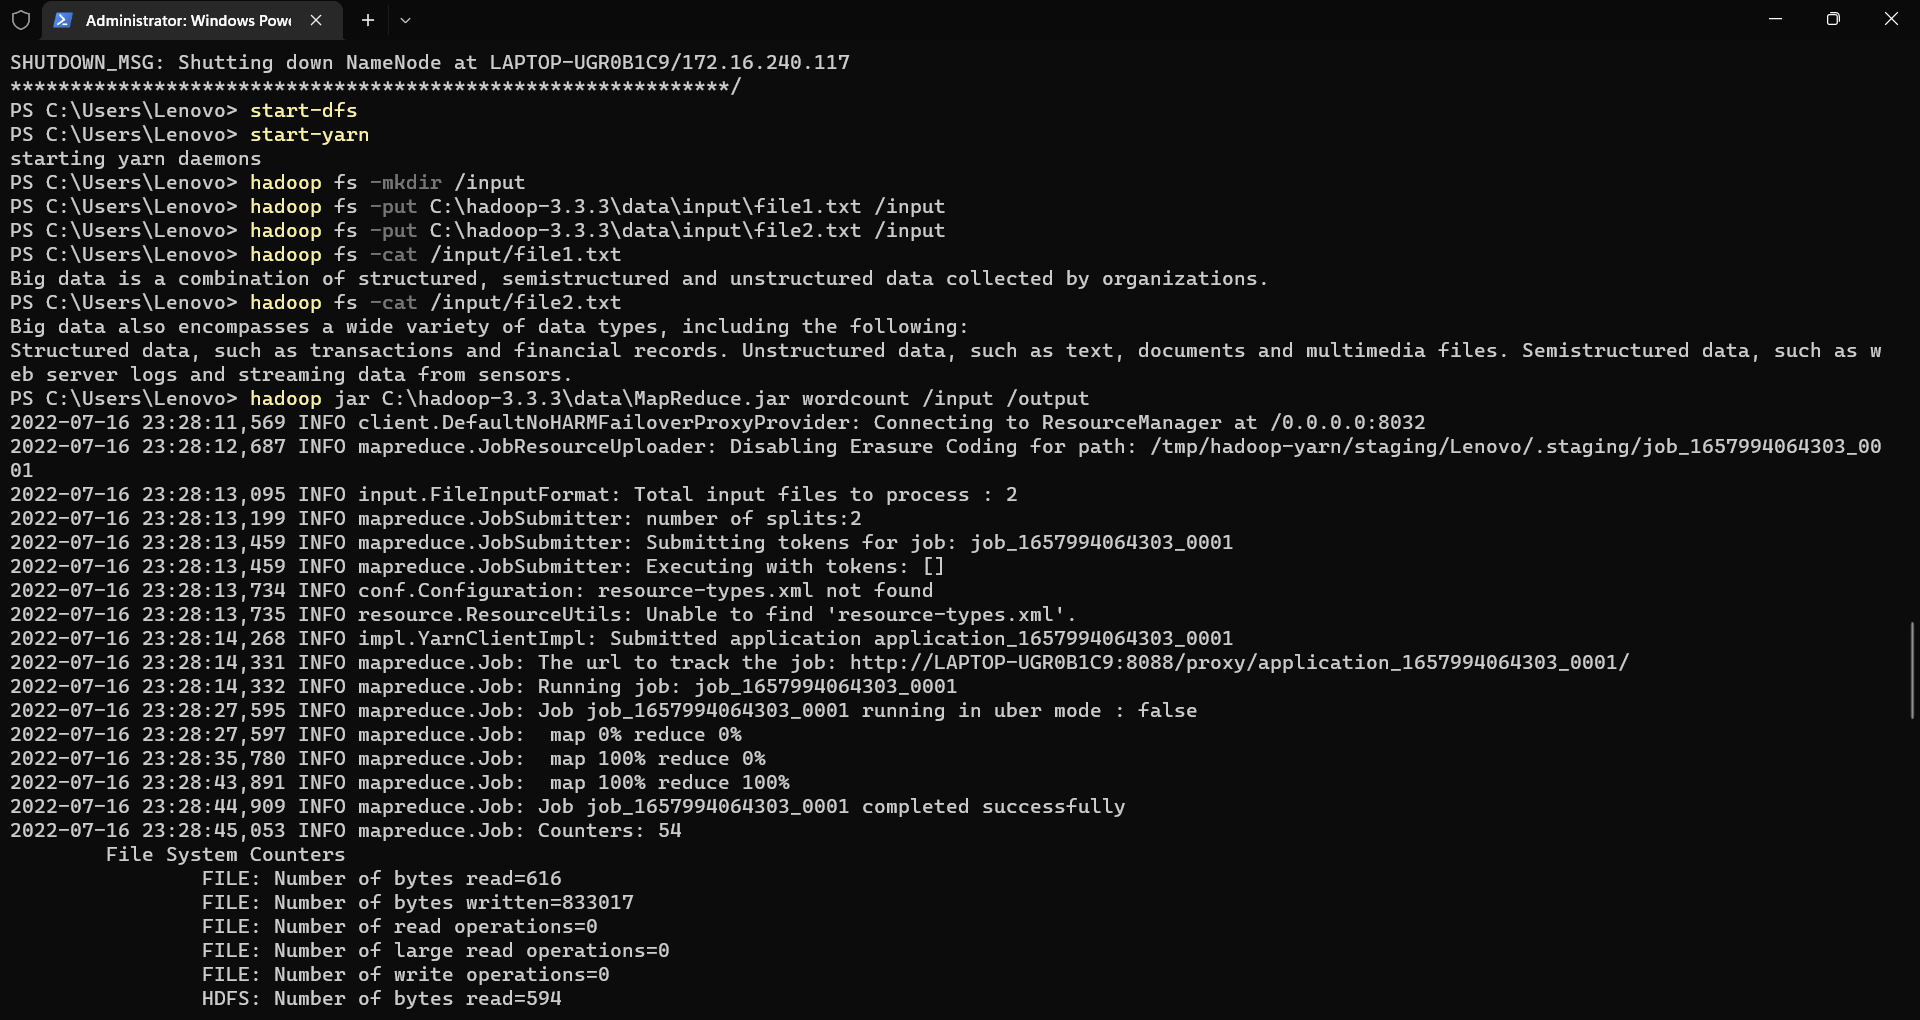 Administrator: Windows Powe
SHUTDOWN_MSG: Shutting down NameNode at LAPTOP-UGR0B1C9/172.16.240.117
************************************************************/
PS C:\Users\Lenovo> start-dfs
PS C:\Users\Lenovo> start-yarn
starting yarn daemons
PS C:\Users\Lenovo> hadoop fs -mkdir /input
PS C:\Users\Lenovo> hadoop fs -put C:\hadoop-3.3.3\data\input\file1.txt /input
PS C:\Users\Lenovo> hadoop fs -put C:\hadoop-3.3.3\data\input\file2.txt /input
PS C:\Users\Lenovo> hadoop fs -cat /input/file1.txt
Big data is a combination of structured, semistructured and unstructured data collected by organizations.
PS C:\Users\Lenovo> hadoop fs -cat /input/file2.txt
Big data also encompasses a wide variety of data types, including the following:
Structured data, such as transactions and financial records. Unstructured data, such as text, documents and multimedia files. Semistructured data, such as w
eb server logs and streaming data from sensors.
PS C:\Users\Lenovo> hadoop jar C:\hadoop-3.3.3\data\MapReduce.jar wordcount /input /output
2022-07-16 23:28:11,569 INFO client.DefaultNoHARMFailoverProxyProvider: Connecting to ResourceManager at /0.0.0.0:8032
2022-07-16 23:28:12,687 INFO mapreduce.JobResourceUploader: Disabling Erasure Coding for path: /tmp/hadoop-yarn/staging/Lenovo/.staging/job_1657994064303_00
01
2022-07-16 23:28:13,095 INFO input.FileInputFormat: Total input files to process : 2
2022-07-16 23:28:13,199 INFO mapreduce.JobSubmitter: number of splits:2
2022-07-16 23:28:13,459 INFO mapreduce.JobSubmitter: Submitting tokens for job: job_1657994064303_0001
2022-07-16 23:28:13,459 INFO mapreduce.JobSubmitter: Executing with tokens: []
2022-07-16 23:28:13,734 INFO conf.Configuration: resource-types.xml not found
2022-07-16 23:28:13,735 INFO resource.ResourceUtils: Unable to find 'resource-types.xml'.
2022-07-16 23:28:14,268 INFO impl.YarnClientImpl: Submitted application application_1657994064303_0001
2022-07-16 23:28:14,331 INFO mapreduce.Job: The url to track the job: http://LAPTOP-UGR0B1C9:8088/proxy/application_1657994064303_0001/
2022-07-16 23:28:14,332 INFO mapreduce.Job: Running job: job_1657994064303_0001
2022-07-16 23:28:27,595 INFO mapreduce.Job: Job job_1657994064303_0001 running in uber mode : false
2022-07-16 23:28:27,597 INFO mapreduce.Job:  map 0% reduce 0%
2022-07-16 23:28:35,780 INFO mapreduce.Job:  map 100% reduce 0%
2022-07-16 23:28:43,891 INFO mapreduce.Job:  map 100% reduce 100%
2022-07-16 23:28:44,909 INFO mapreduce.Job: Job job_1657994064303_0001 completed successfully
2022-07-16 23:28:45,053 INFO mapreduce.Job: Counters: 54
File System Counters
FILE: Number of bytes read=616
FILE: Number of bytes written=833017
FILE: Number of read operations=0
FILE: Number of large read operations=0
FILE: Number of write operations=0
HDFS: Number of bytes read=594